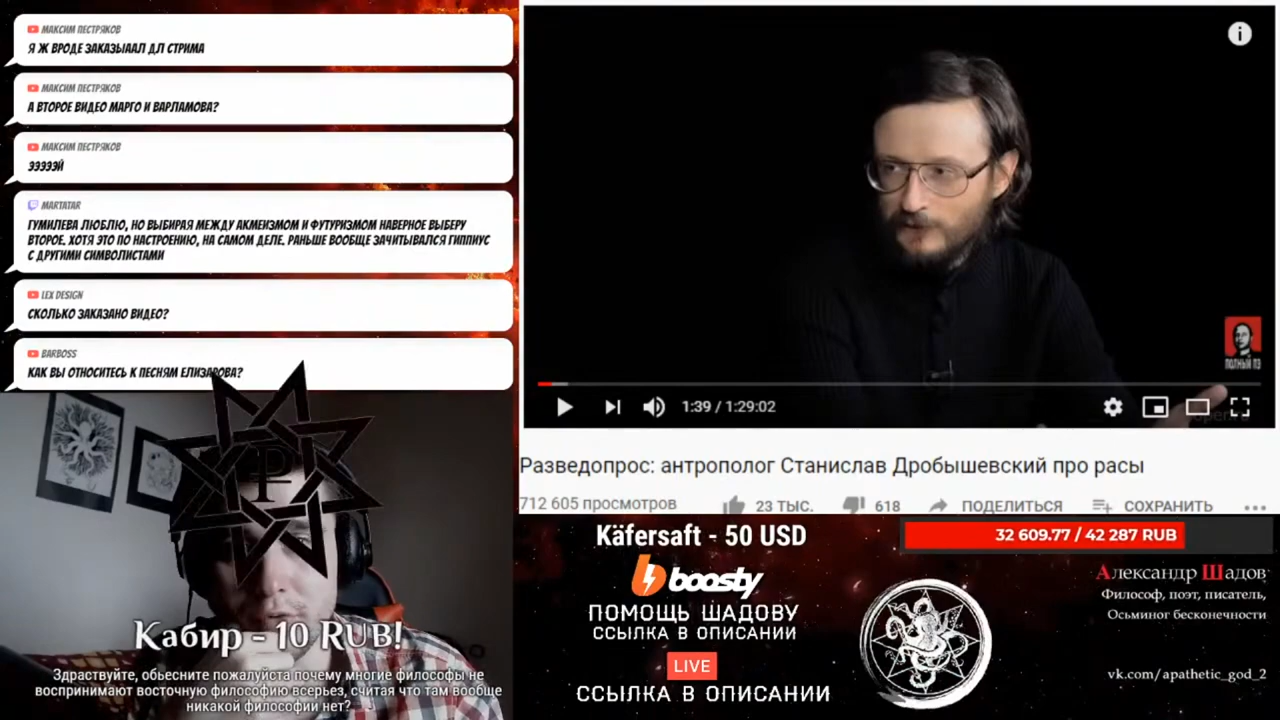 МАКСИМ ПЕСТРЯКОВ
Я Ж ВРОДЕ ЗАКАЗЫААЛ ДЛ СТРИМА
МАКСИМ ПЕСТРЯКОВ
А ВТОРОЕ ВИДЕО МАРГО И ВАРЛАМОВА?
МАКСИМ ПЕСТРЯКОВ
ЭЭЭЭЭЙ
MARTATAR
ГУМИЛЕВА ЛЮБЛЮ, НО ВЫБИРАЯ МЕЖДУ АКМЕИЗМОМ И ФУТУРИЗМОМ НАВЕРНОЕ ВЫБЕРУ
ВТОРОЕ. ХОТЯ ЭТО ПО НАСТРОЕНИЮ, НА САМОМ ДЕЛЕ. РАНЬШЕ ВООБЩЕ ЗАЧИТЫВАЛСЯ ГИППИУС
С ДРУГИМИ СИМВОЛИСТАМИ
LEX DESIGN
СКОЛЬКО ЗАКАЗАНО ВИДЕО?
BARBOSS
КАК ВЫ ОТНОСИТЕСЬ К ПЕСНЯМ ЕЛИЗАРОВА?
Кабир - 10 RUB!
Здраствуйте, обьесните пожалуйста почему многие философы не
воспринимают восточную философию всерьез, считая что там вообще
никакой философии нет?
ПОЛНЫЙ ПЭ
1:39 / 1:29:02
Разведопрос: антрополог Станислав Дробышевский про расы
712 605 просмотров
23 ТЫС.
618
ПОДЕЛИТЬСЯ
СОХРАНИТЬ
Käfersaft - 50 USD
boosty
ПОМОЩЬ ШАДОВУ
ССЫЛКА В ОПИСАНИИ
LIVE
ССЫЛКА В ОПИСАНИИ
32 609.77 / 42 287 RUB
Александр Шадов
Философ, поэт, писатель,
Осьминог бесконечности
vk.com/apathetic_god_2